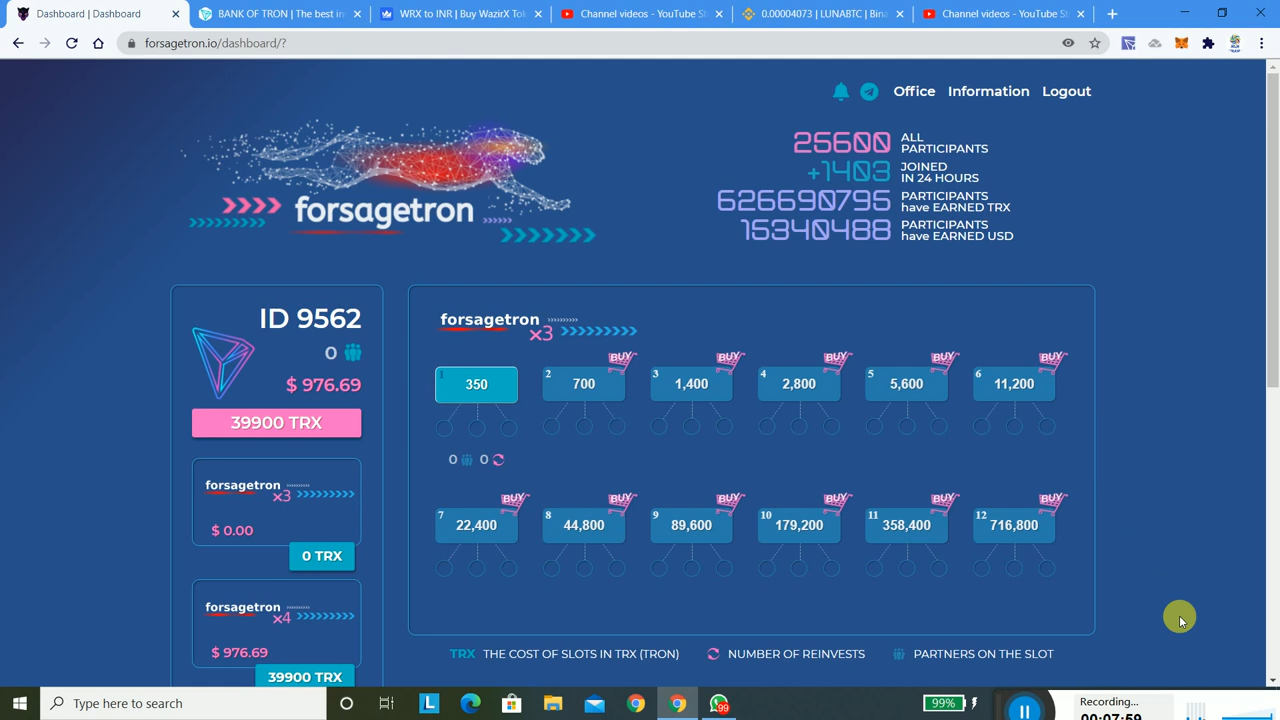 Dashboard | Dashboard
BANK OF TRON | The best in
WRX to INR | Buy WazirX Tok
Channel videos - YouTube St
0.00004073 | LUNABTC | Bina
Channel videos - YouTube St
forsagetron.io/dashboard/?
Office Information Logout
forsagetron
25600 ALL PARTICIPANTS
+1403 JOINED IN 24 HOURS
626690795 PARTICIPANTS have EARNED TRX
15340488 PARTICIPANTS have EARNED USD
ID 9562
0
$ 976.69
39900 TRX
forsagetron x3
$ 0.00
0 TRX
forsagetron x4
$ 976.69
39900 TRX
forsagetron x3
BUY BUY BUY BUY BUY
1 350 2 700 3 1,400 4 2,800 5 5,600 6 11,200
0 0
BUY BUY BUY BUY BUY BUY
7 22,400 8 44,800 9 89,600 10 179,200 11 358,400 12 716,800
TRX THE COST OF SLOTS IN TRX (TRON) NUMBER OF REINVESTS PARTNERS ON THE SLOT
Type here to search
L
99
99%
Recording...
00:07:59